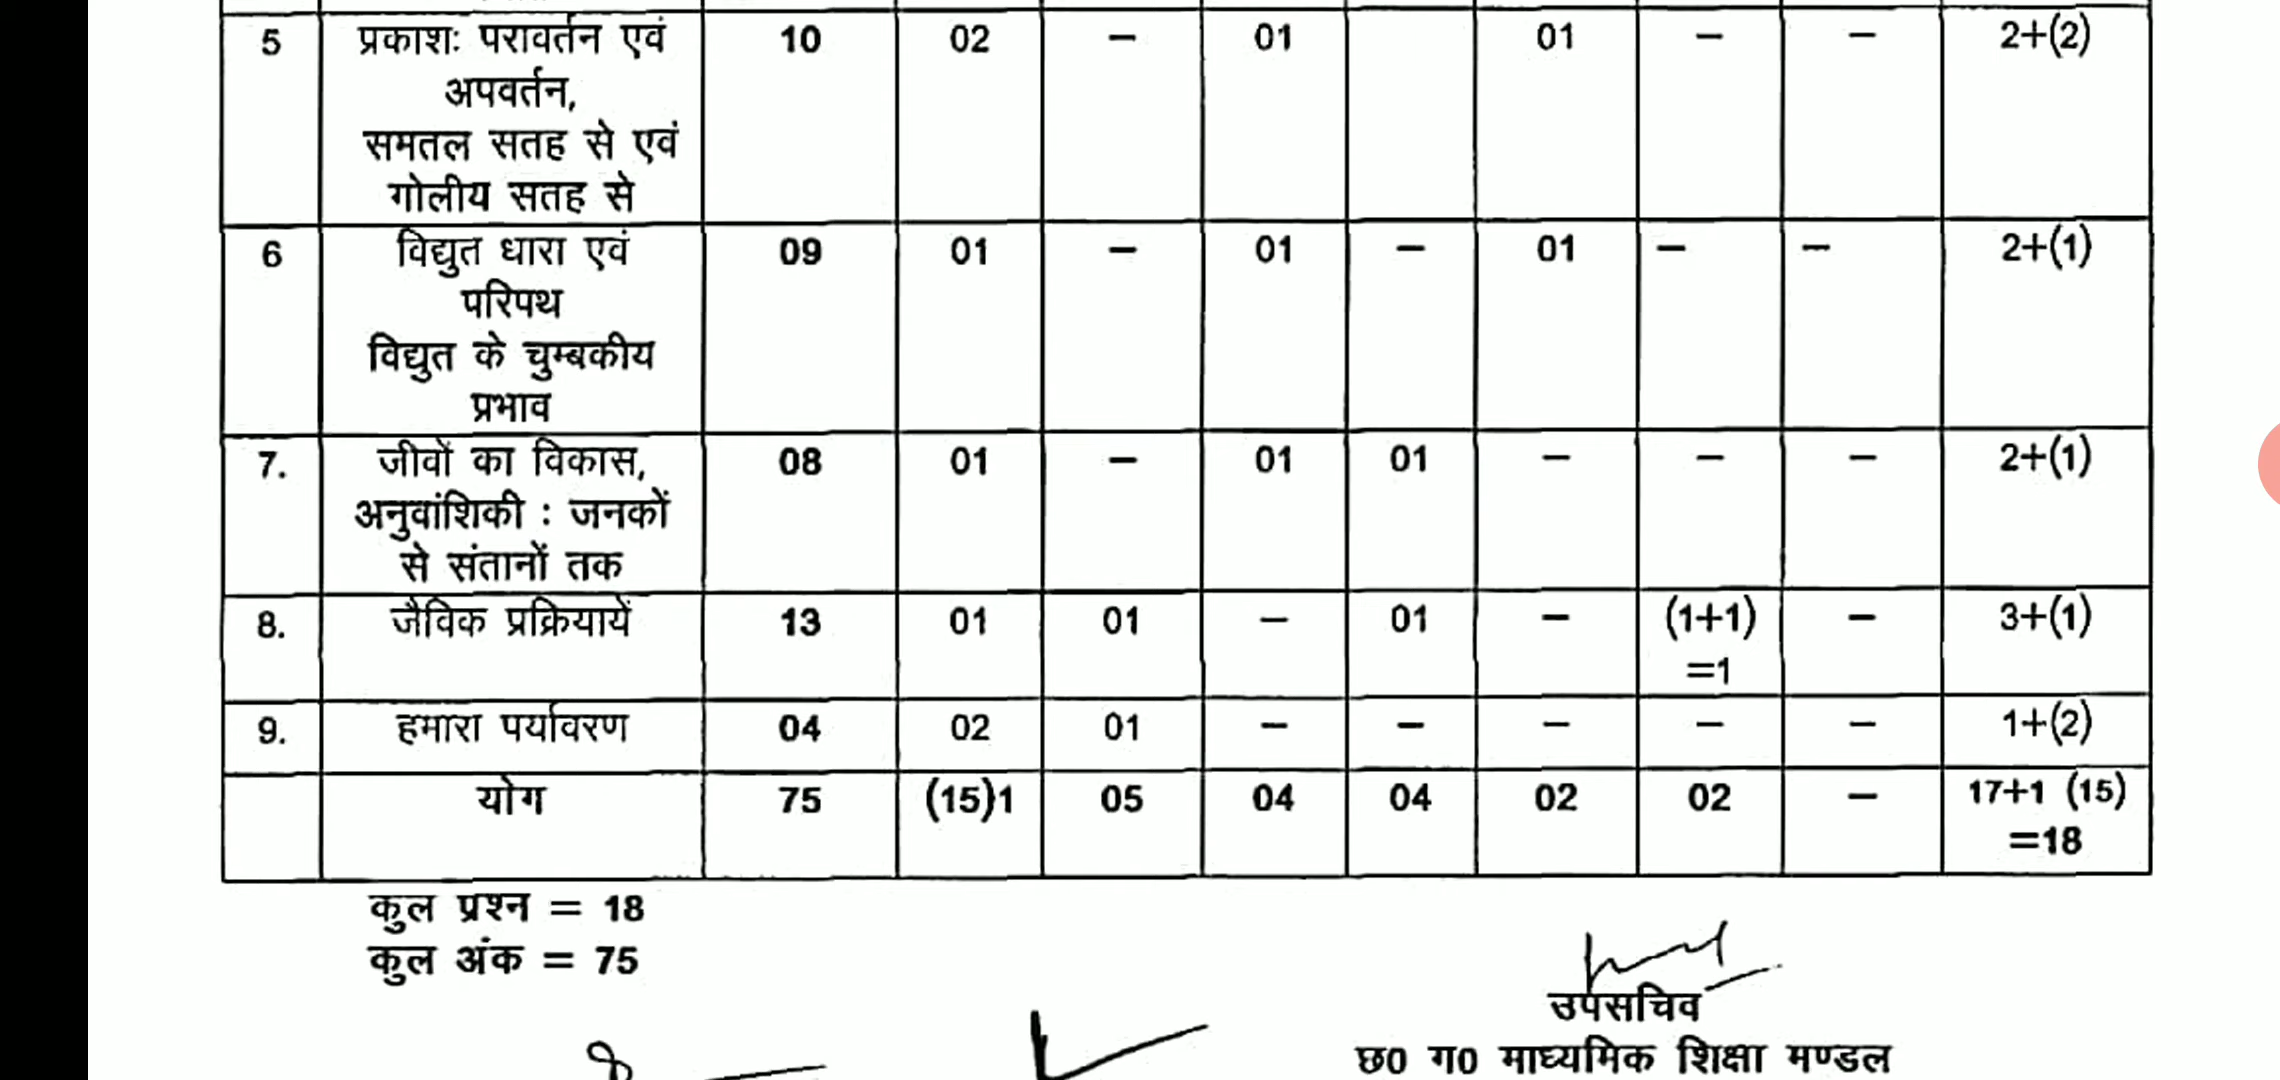 5 प्रकाशः परावर्तन एवं 10 02 – 01 01 – – 2+(2)
अपवर्तन,
समतल सतह से एवं
गोलीय सतह से
6 विद्युत धारा एवं 09 01 – 01 – 01 – – 2+(1)
परिपथ
विद्युत के चुम्बकीय
प्रभाव
7. जीवों का विकास, 08 01 – 01 01 – – – 2+(1)
अनुवांशिकी : जनकों
से संतानों तक
8. जैविक प्रक्रियायें 13 01 01 – 01 – (1+1) – 3+(1)
=1
9. हमारा पर्यावरण 04 02 01 – – – – – 1+(2)
योग 75 (15)1 05 04 04 02 02 – 17+1 (15)
=18
कुल प्रश्न = 18
कुल अंक = 75
उपसचिव
छ0 ग0 माध्यमिक शिक्षा मण्डल